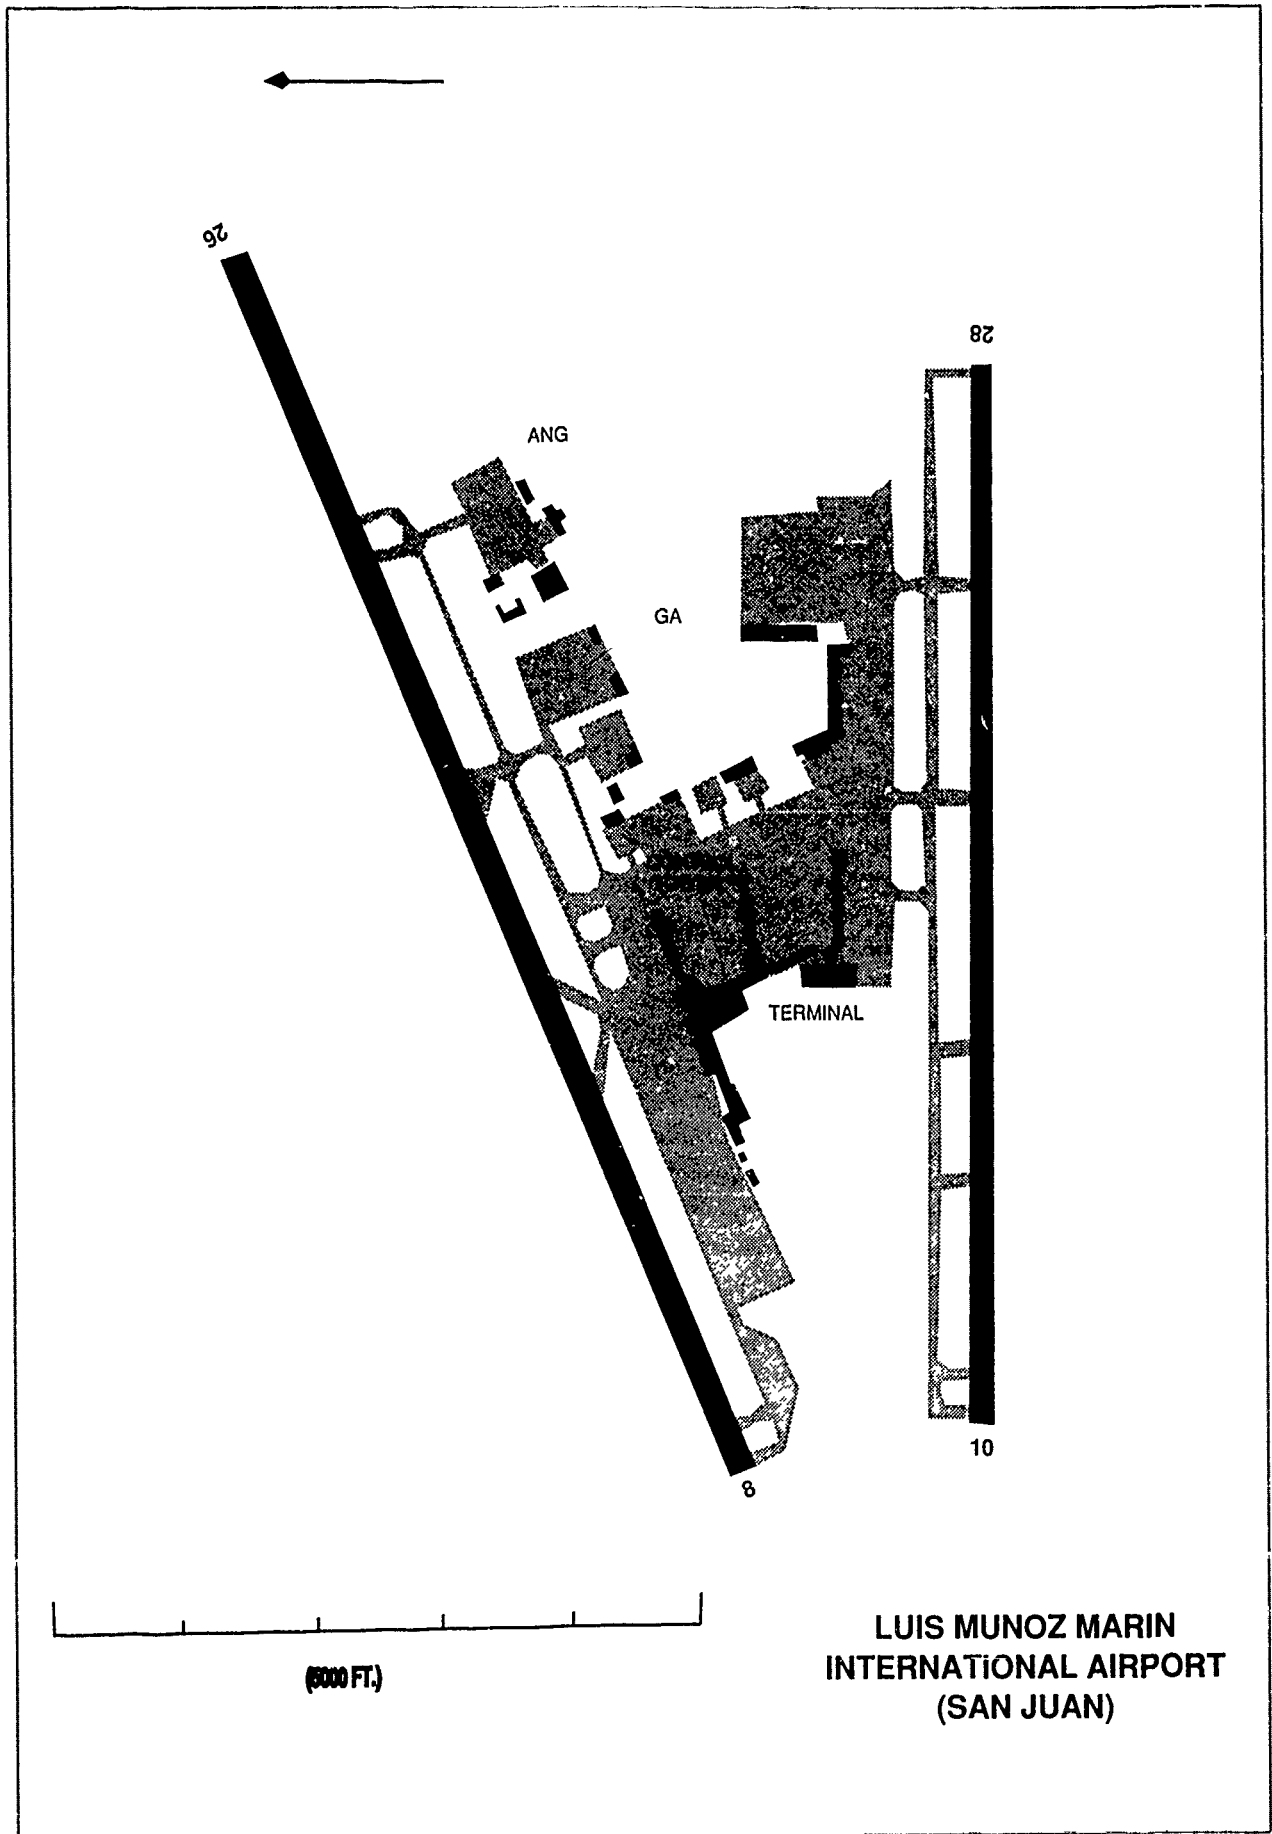 26
28
ANG
GA
TERMINAL
10
8
(5000 FT.)
LUIS MUNOZ MARIN
INTERNATIONAL AIRPORT
(SAN JUAN)